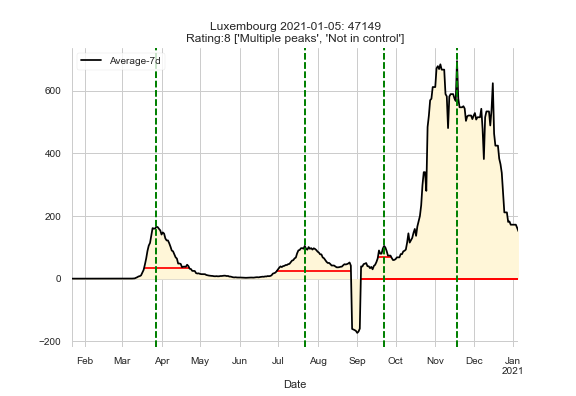 Luxembourg 2021-01-05: 47149
Rating:8 ['Multiple peaks', 'Not in control']
Average-7d
600
400
200
0
−200
Feb Mar Apr May Jun Jul Aug Sep Oct Nov Dec Jan
2021
Date